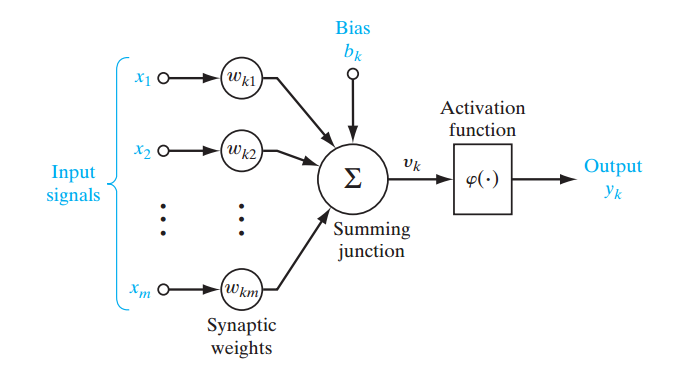 Bias
b_k
x_1
w_k1
Activation
function
x_2
w_k2
Input
signals
Σ
v_k
φ(·)
Output
y_k
Summing
junction
x_m
w_km
Synaptic
weights